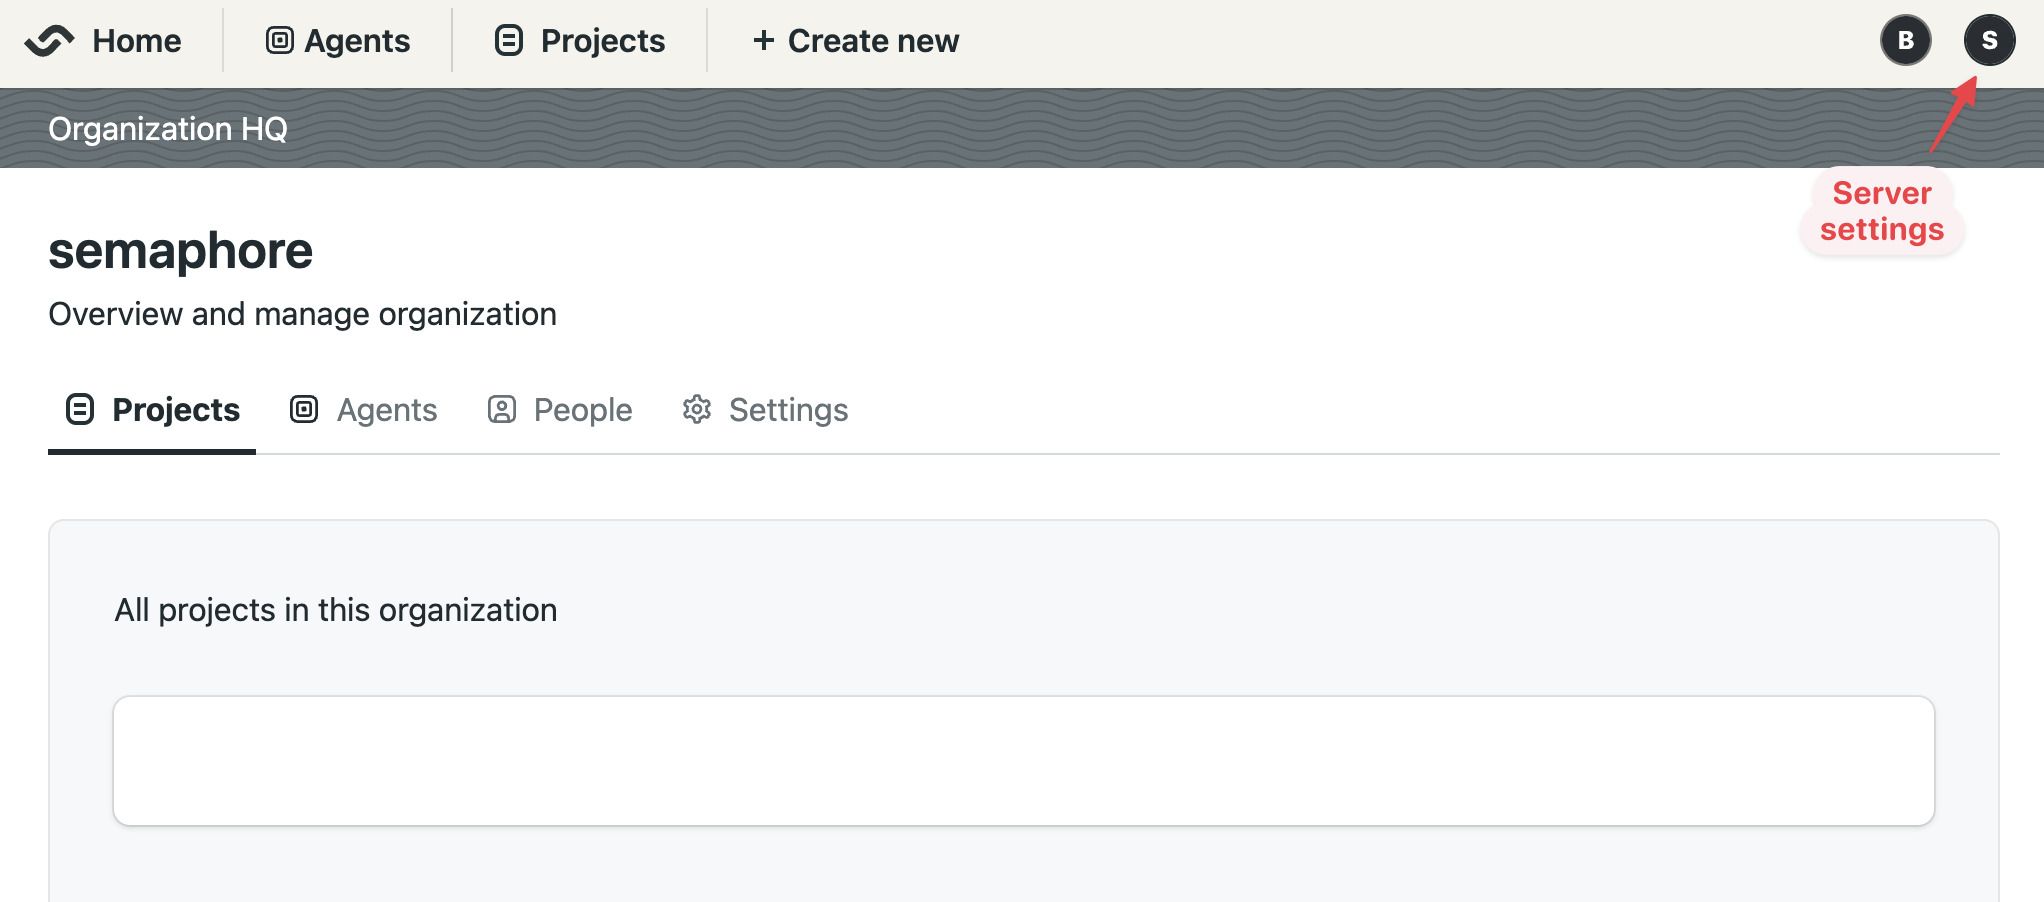 Home Agents Projects + Create new B S
Organization HQ
Server
settings
semaphore
Overview and manage organization
Projects Agents People Settings
All projects in this organization